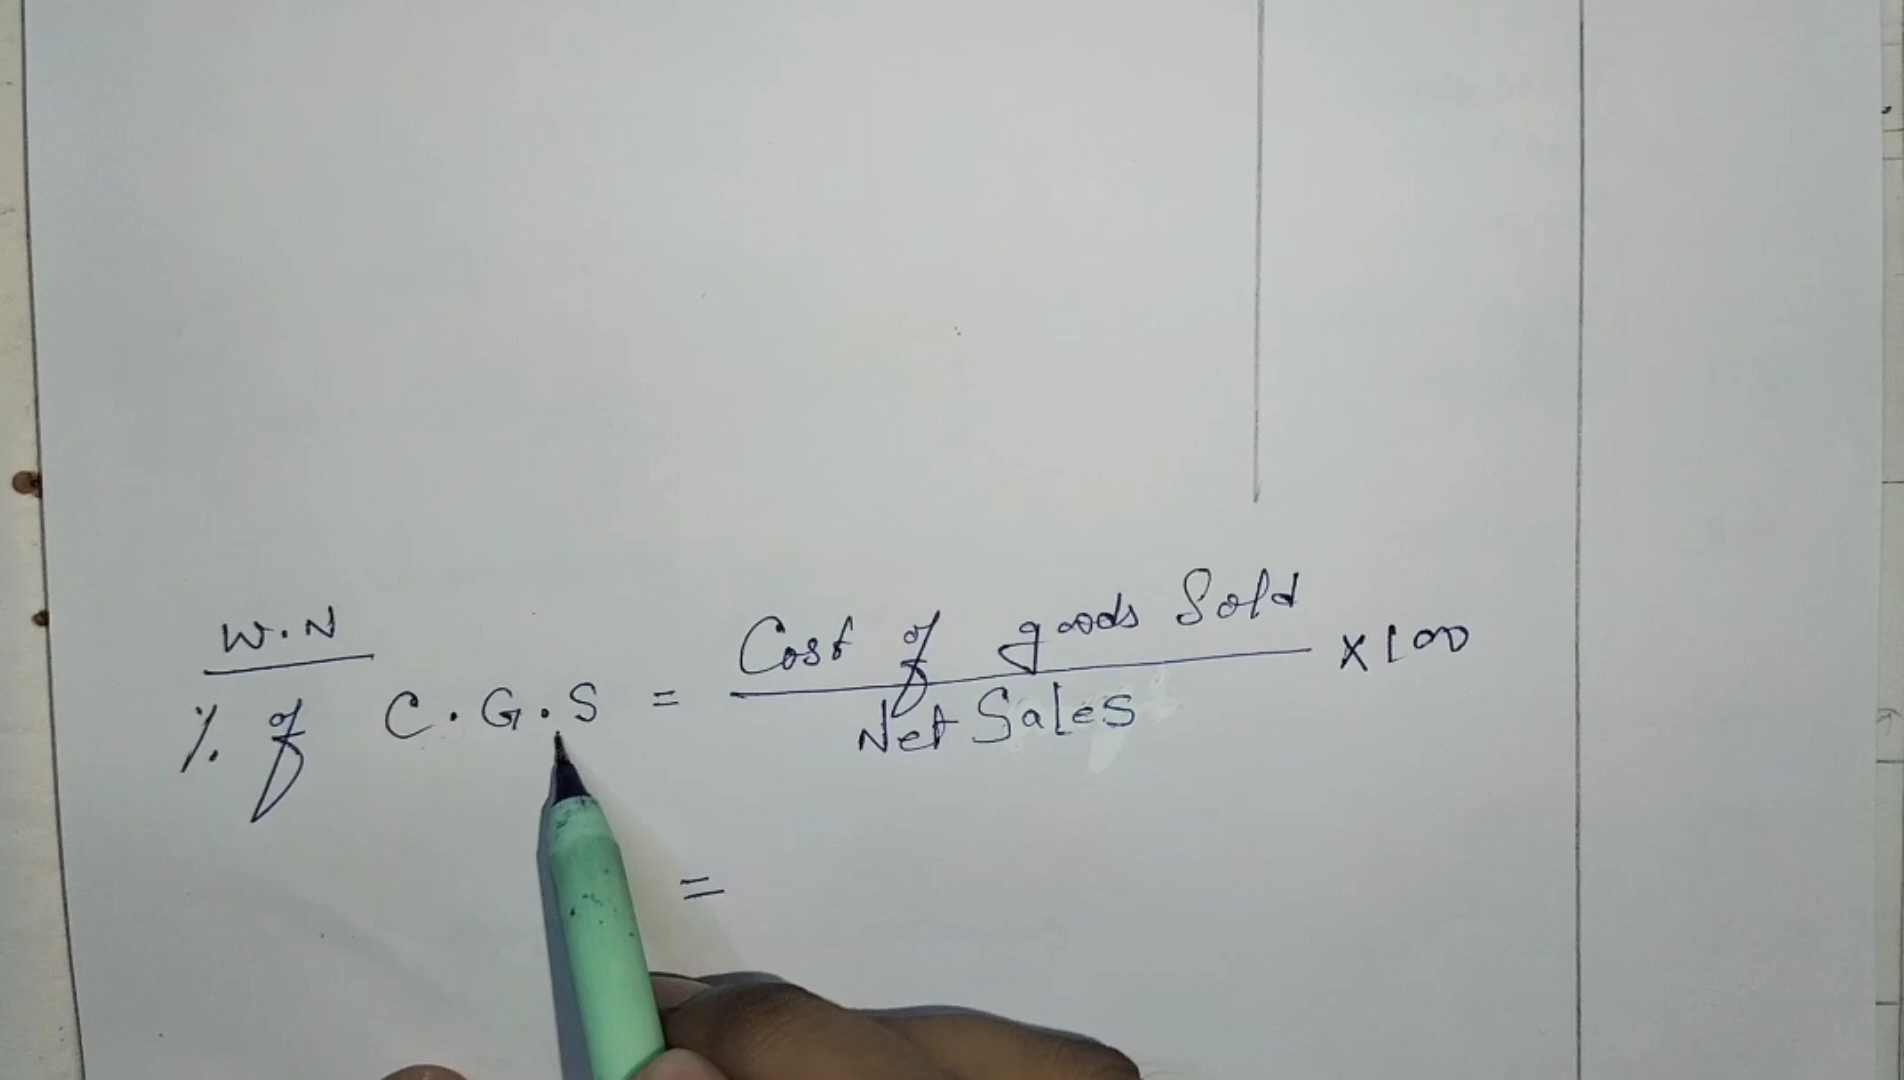 W.N
% of C.G.S = Cost of goods Sold / Net Sales × 100
=